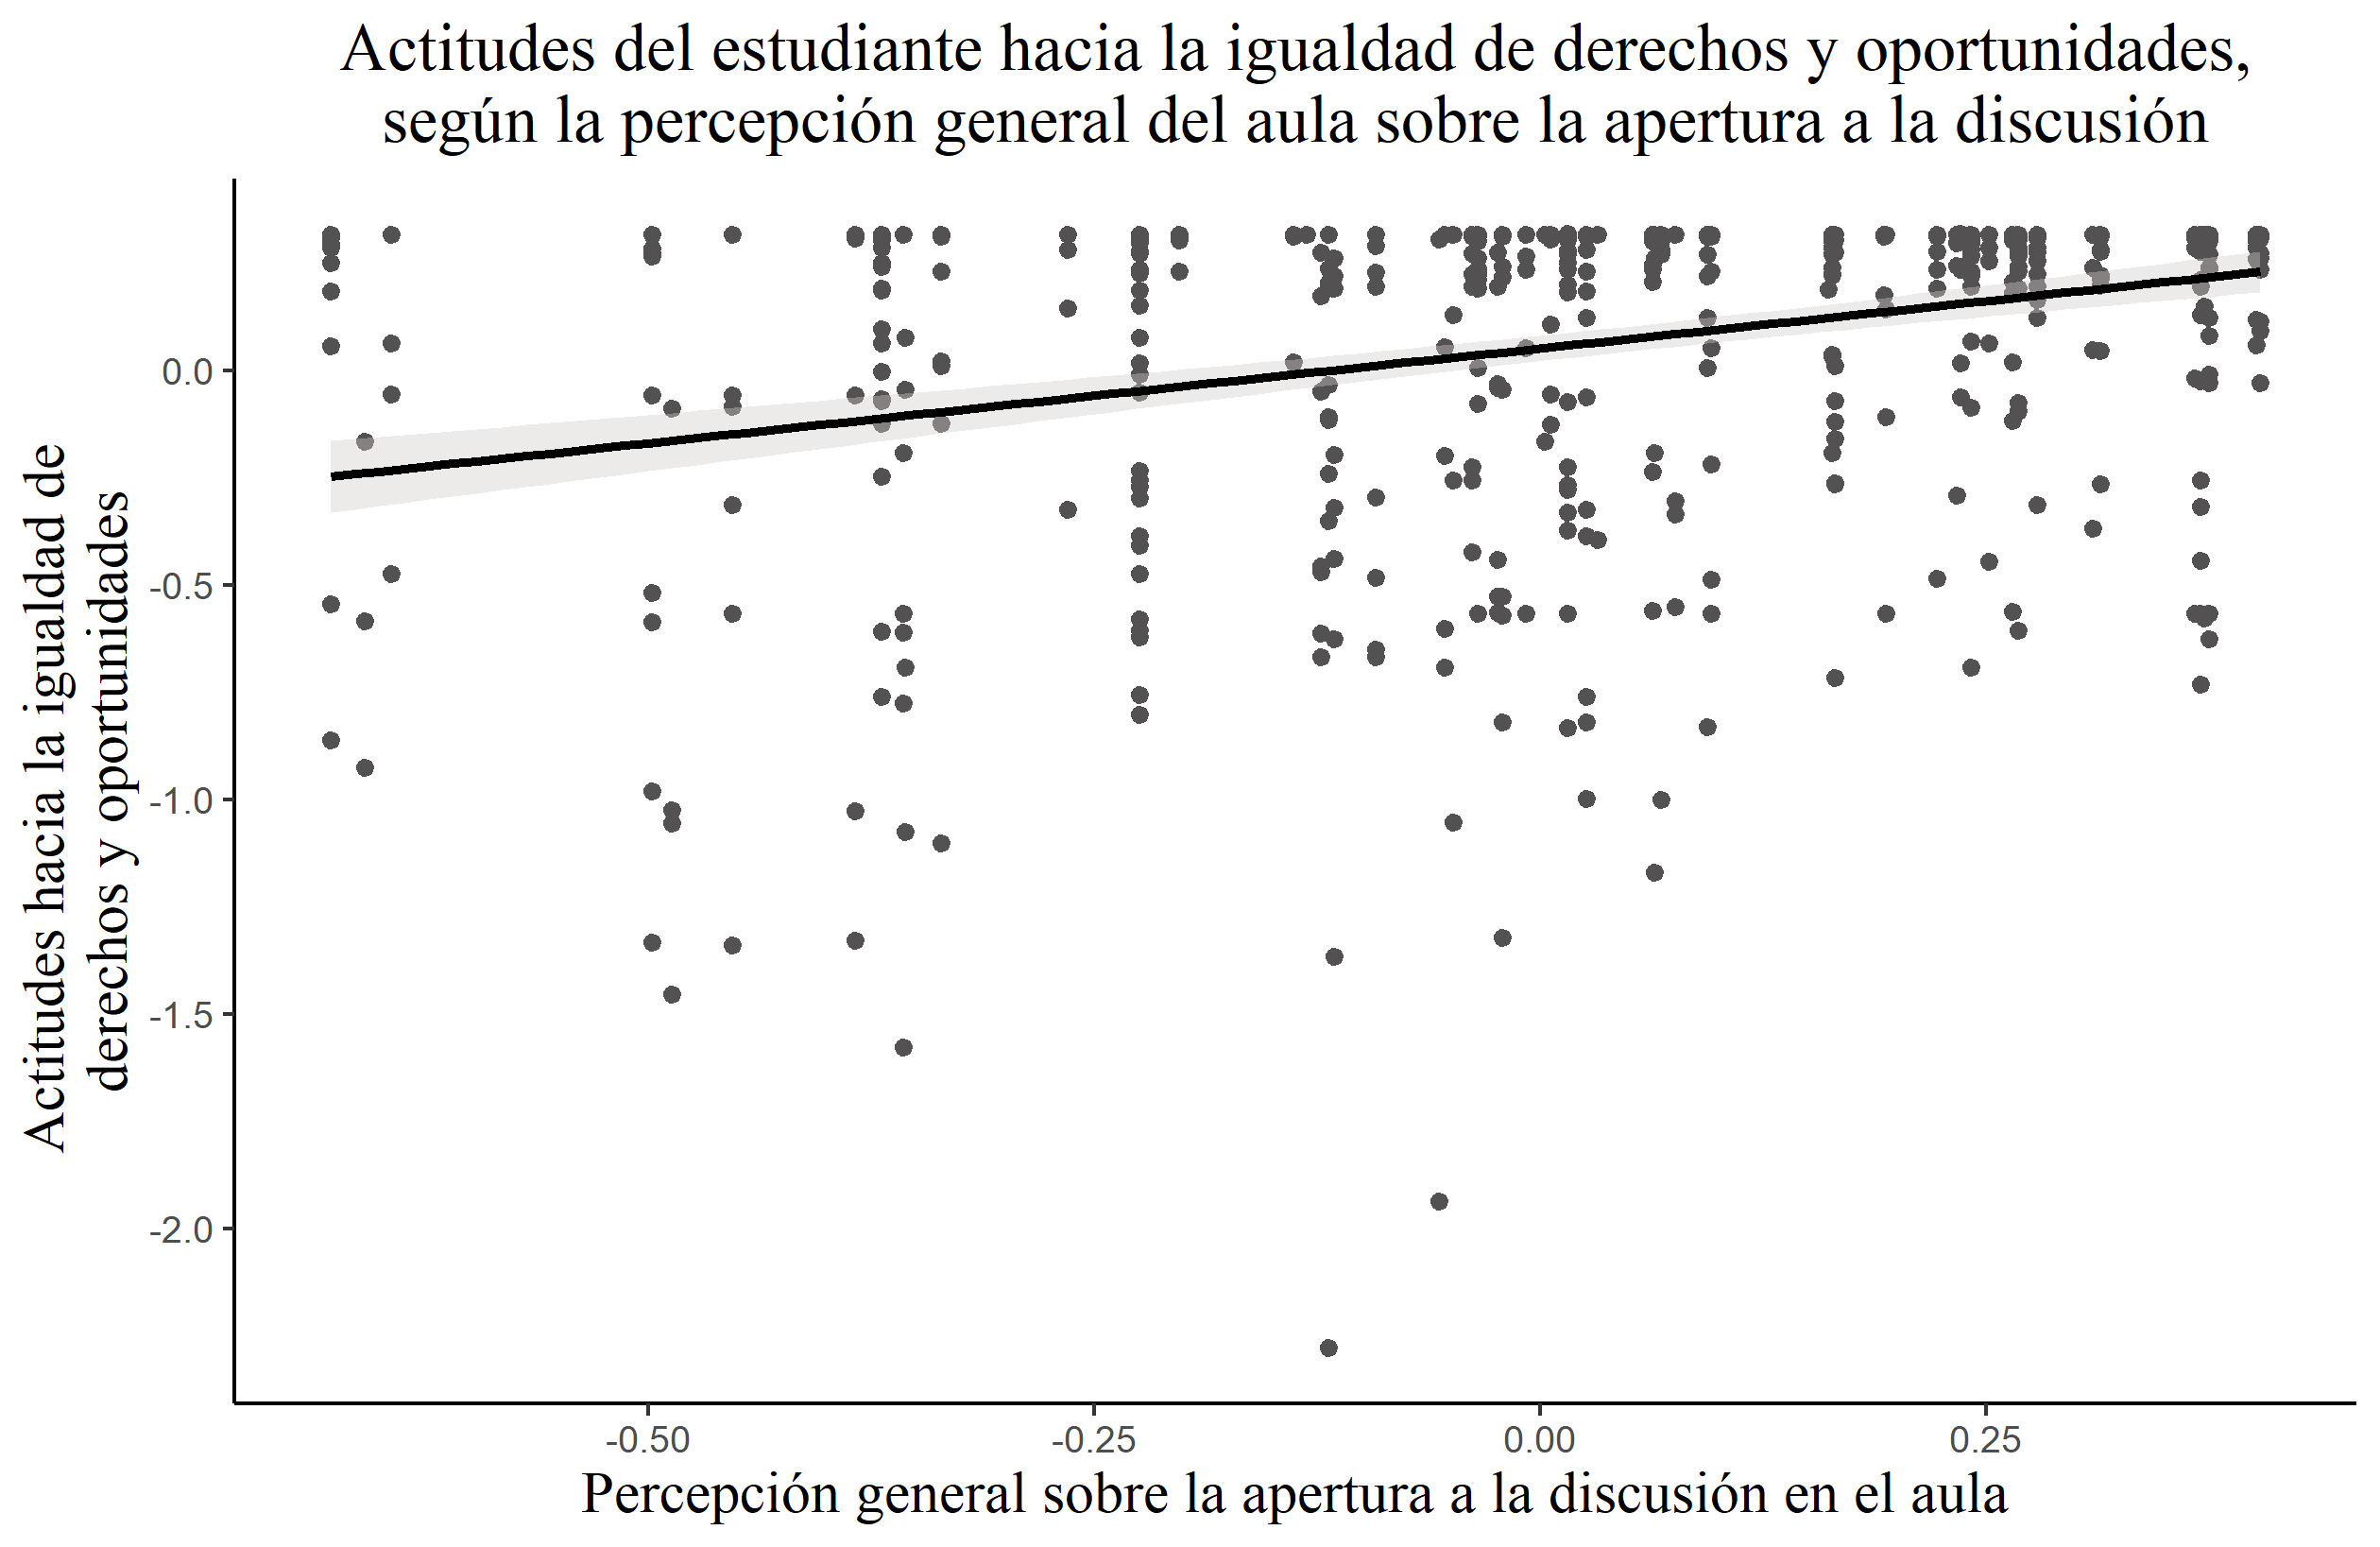 Actitudes del estudiante hacia la igualdad de derechos y oportunidades,
según la percepción general del aula sobre la apertura a la discusión
Actitudes hacia la igualdad de
derechos y oportunidades
0.0
-0.5
-1.0
-1.5
-2.0
-0.50
-0.25
0.00
0.25
Percepción general sobre la apertura a la discusión en el aula